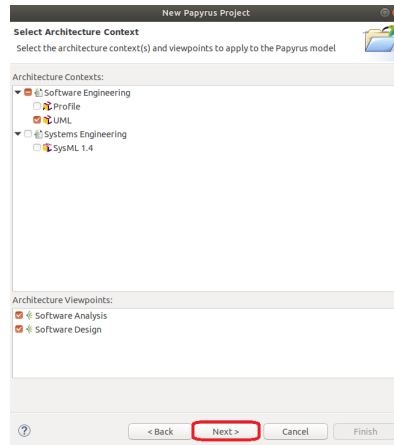 New Papyrus Project
Select Architecture Context
Select the architecture context(s) and viewpoints to apply to the Papyrus model
Architecture Contexts:
Software Engineering
Profile
UML
Systems Engineering
SysML 1.4
Architecture Viewpoints:
Software Analysis
Software Design
? < Back Next > Cancel Finish